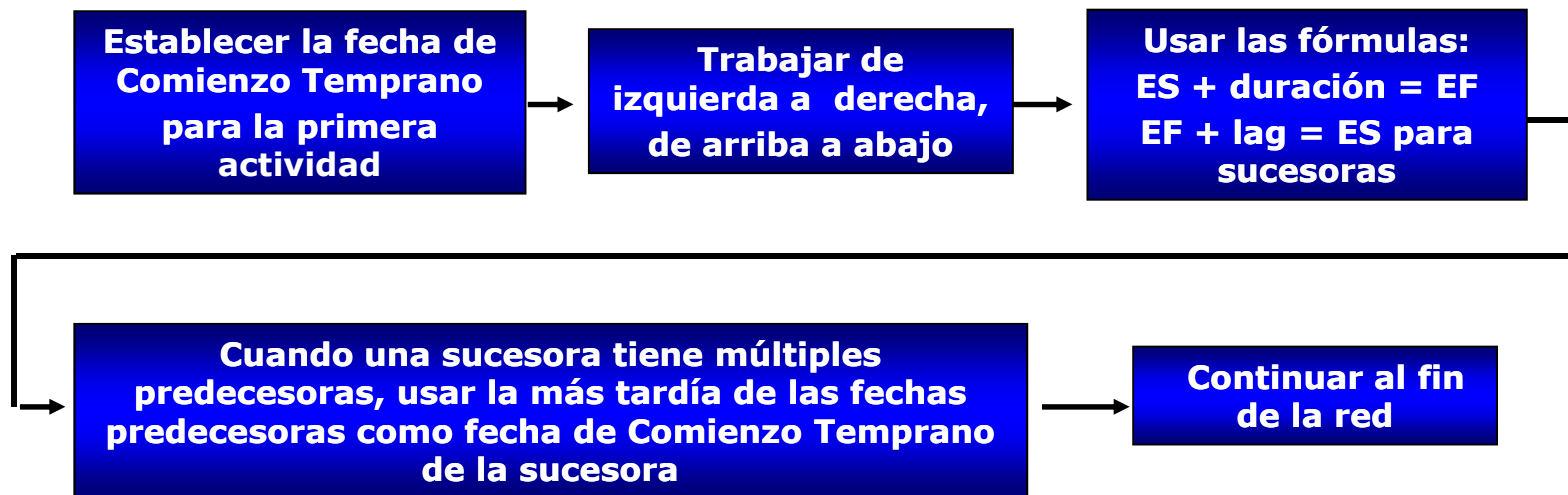 Establecer la fecha de
Comienzo Temprano
para la primera
actividad
Trabajar de
izquierda a derecha,
de arriba a abajo
Usar las fórmulas:
ES + duración = EF
EF + lag = ES para
sucesoras
Cuando una sucesora tiene múltiples
predecesoras, usar la más tardía de las fechas
predecesoras como fecha de Comienzo Temprano
de la sucesora
Continuar al fin
de la red